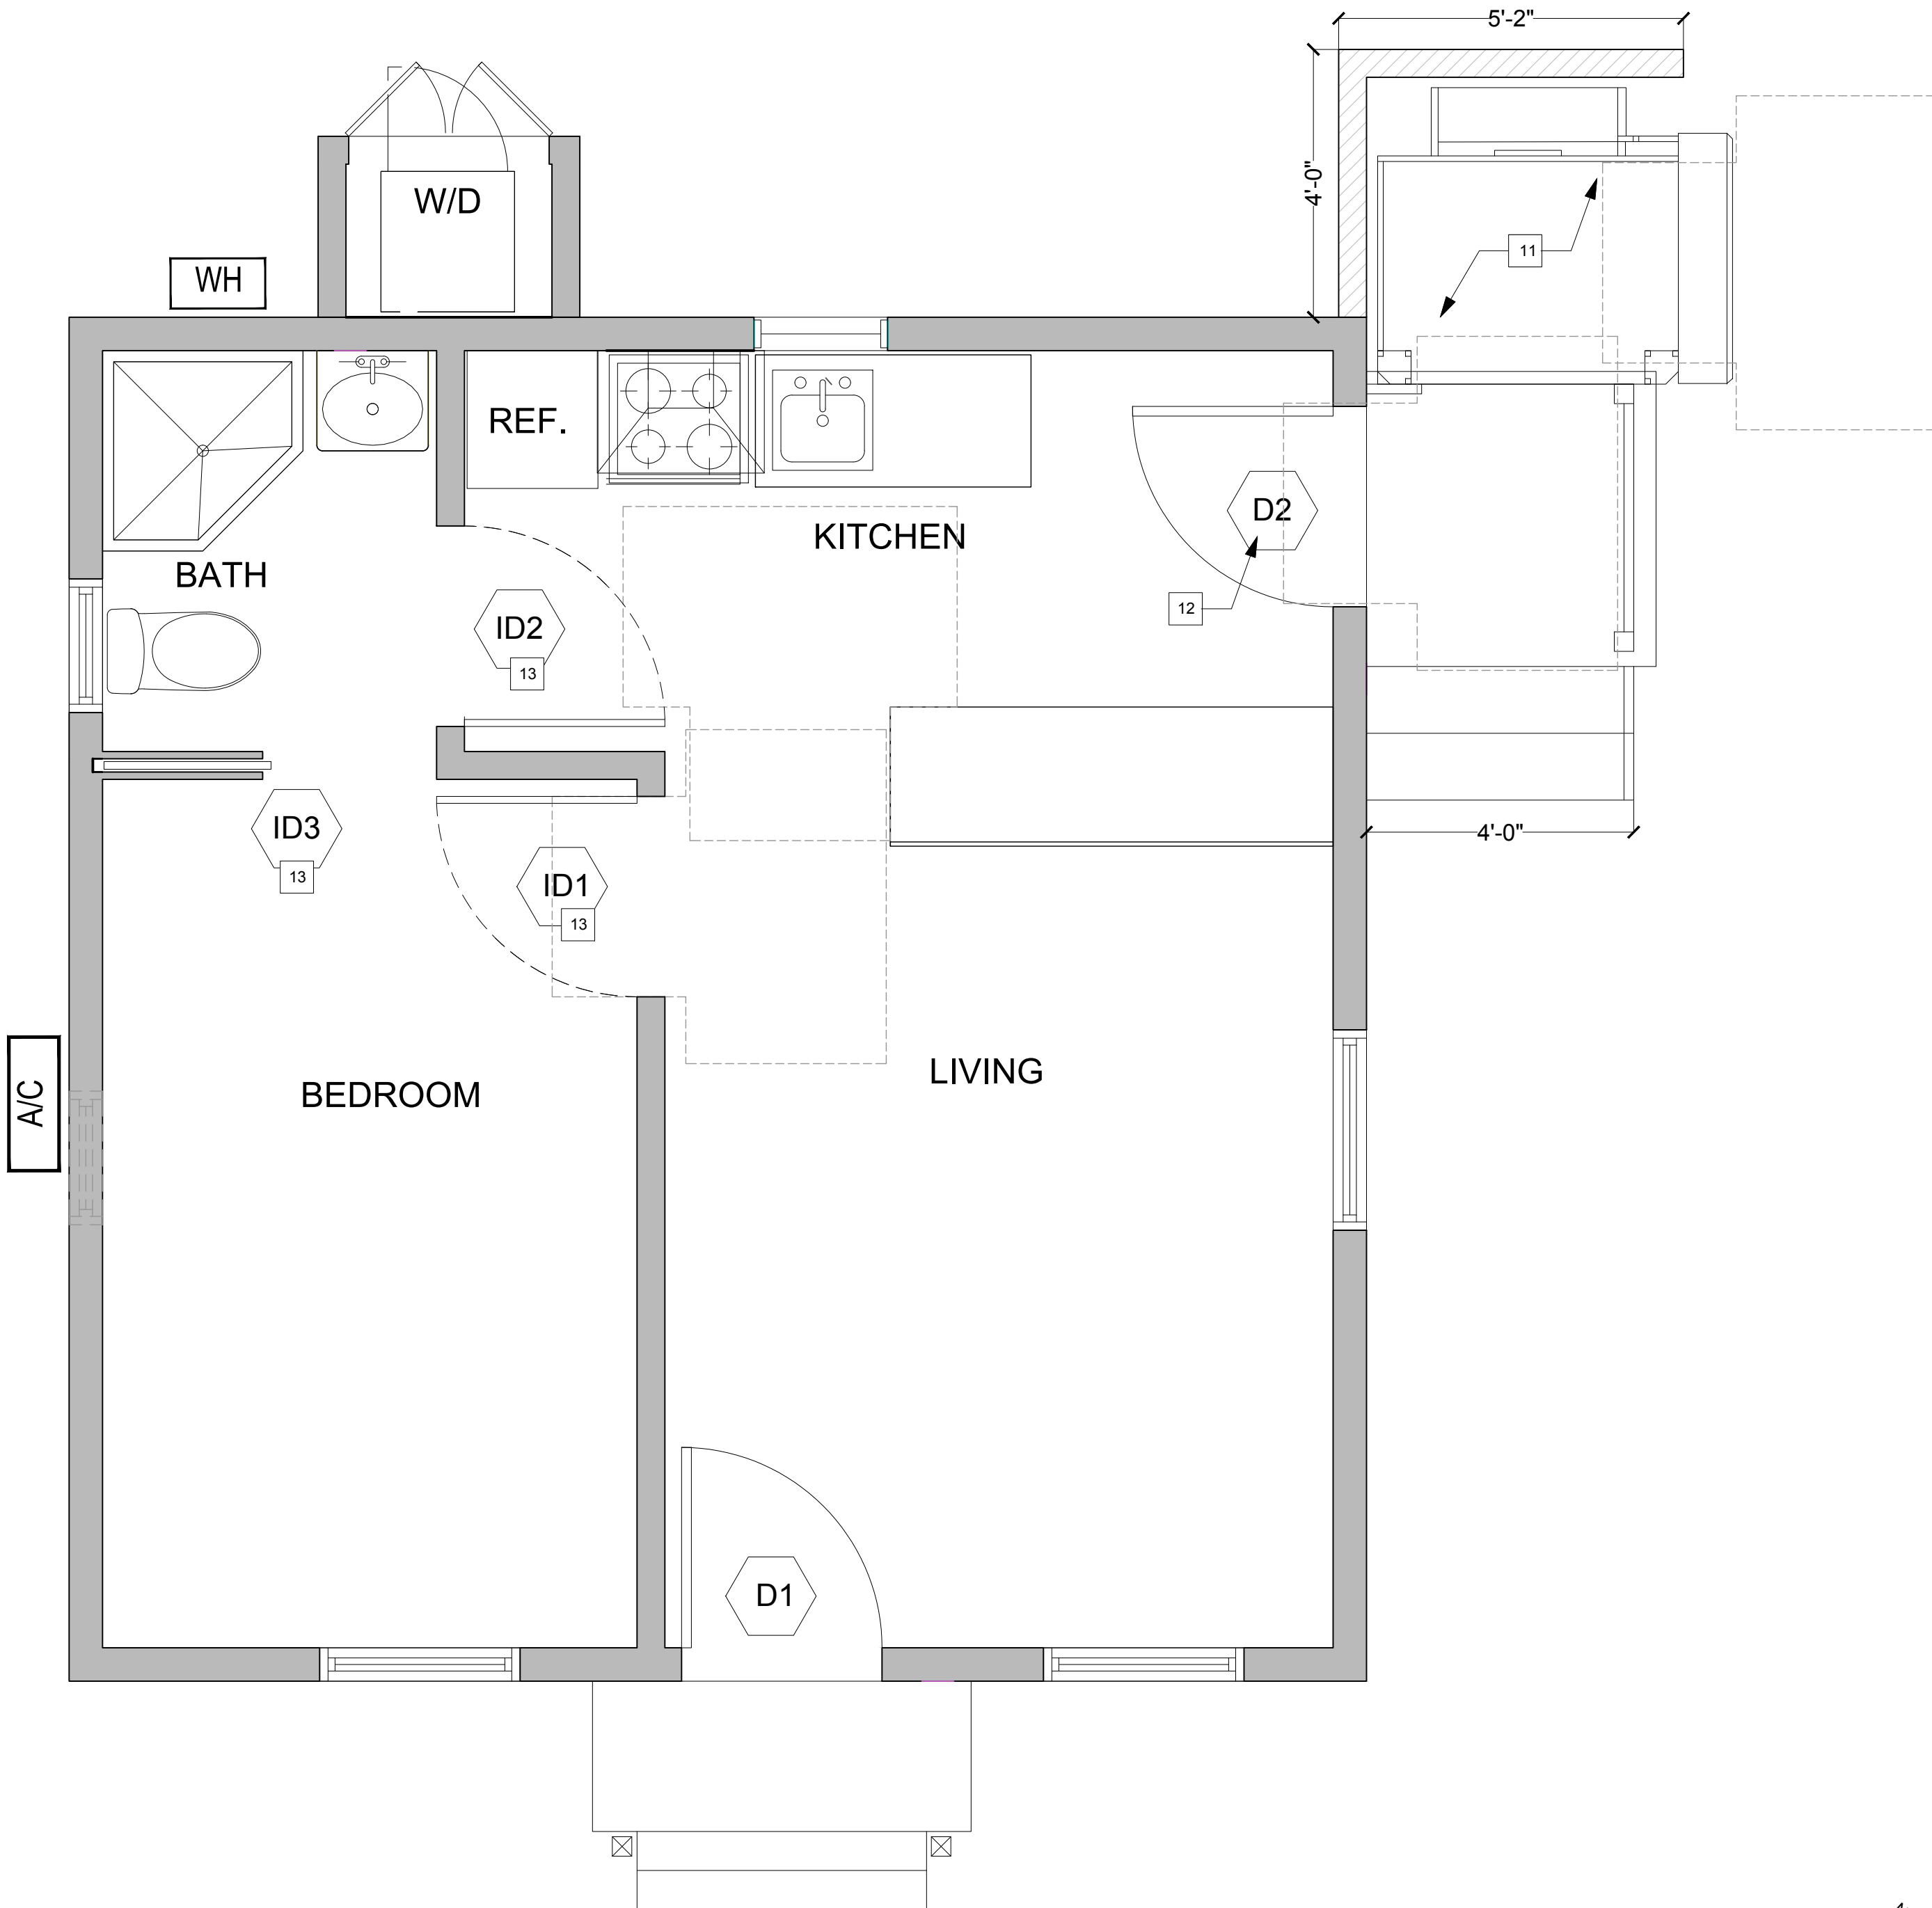 5'-2"
4'-0"
W/D
11
WH
REF.
D2
KITCHEN
BATH
12
ID2
13
ID3
13
4'-0"
ID1
13
LIVING
A/C
BEDROOM
D1